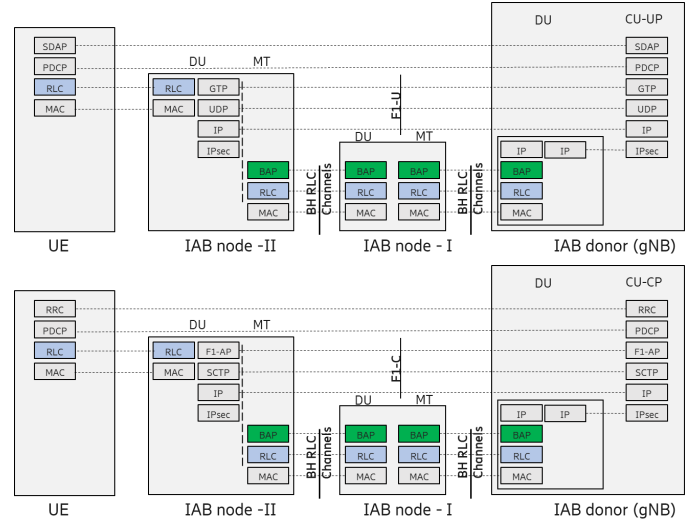 DU CU-UP
SDAP SDAP
DU MT
PDCP PDCP
RLC RLC GTP GTP
MAC MAC UDP F1-U UDP
IP IP
DU MT
IPsec IP IP IPsec
BAP BH RLC Channels BAP BAP BH RLC Channels BAP
RLC RLC RLC RLC
MAC MAC MAC MAC
UE IAB node -II IAB node - I IAB donor (gNB)
DU CU-CP
RRC RRC
DU MT
PDCP PDCP
RLC RLC F1-AP F1-AP
MAC MAC SCTP F1-C SCTP
IP IP
DU MT
IPsec IP IP IPsec
BAP BH RLC Channels BAP BAP BH RLC Channels BAP
RLC RLC RLC RLC
MAC MAC MAC MAC
UE IAB node -II IAB node - I IAB donor (gNB)